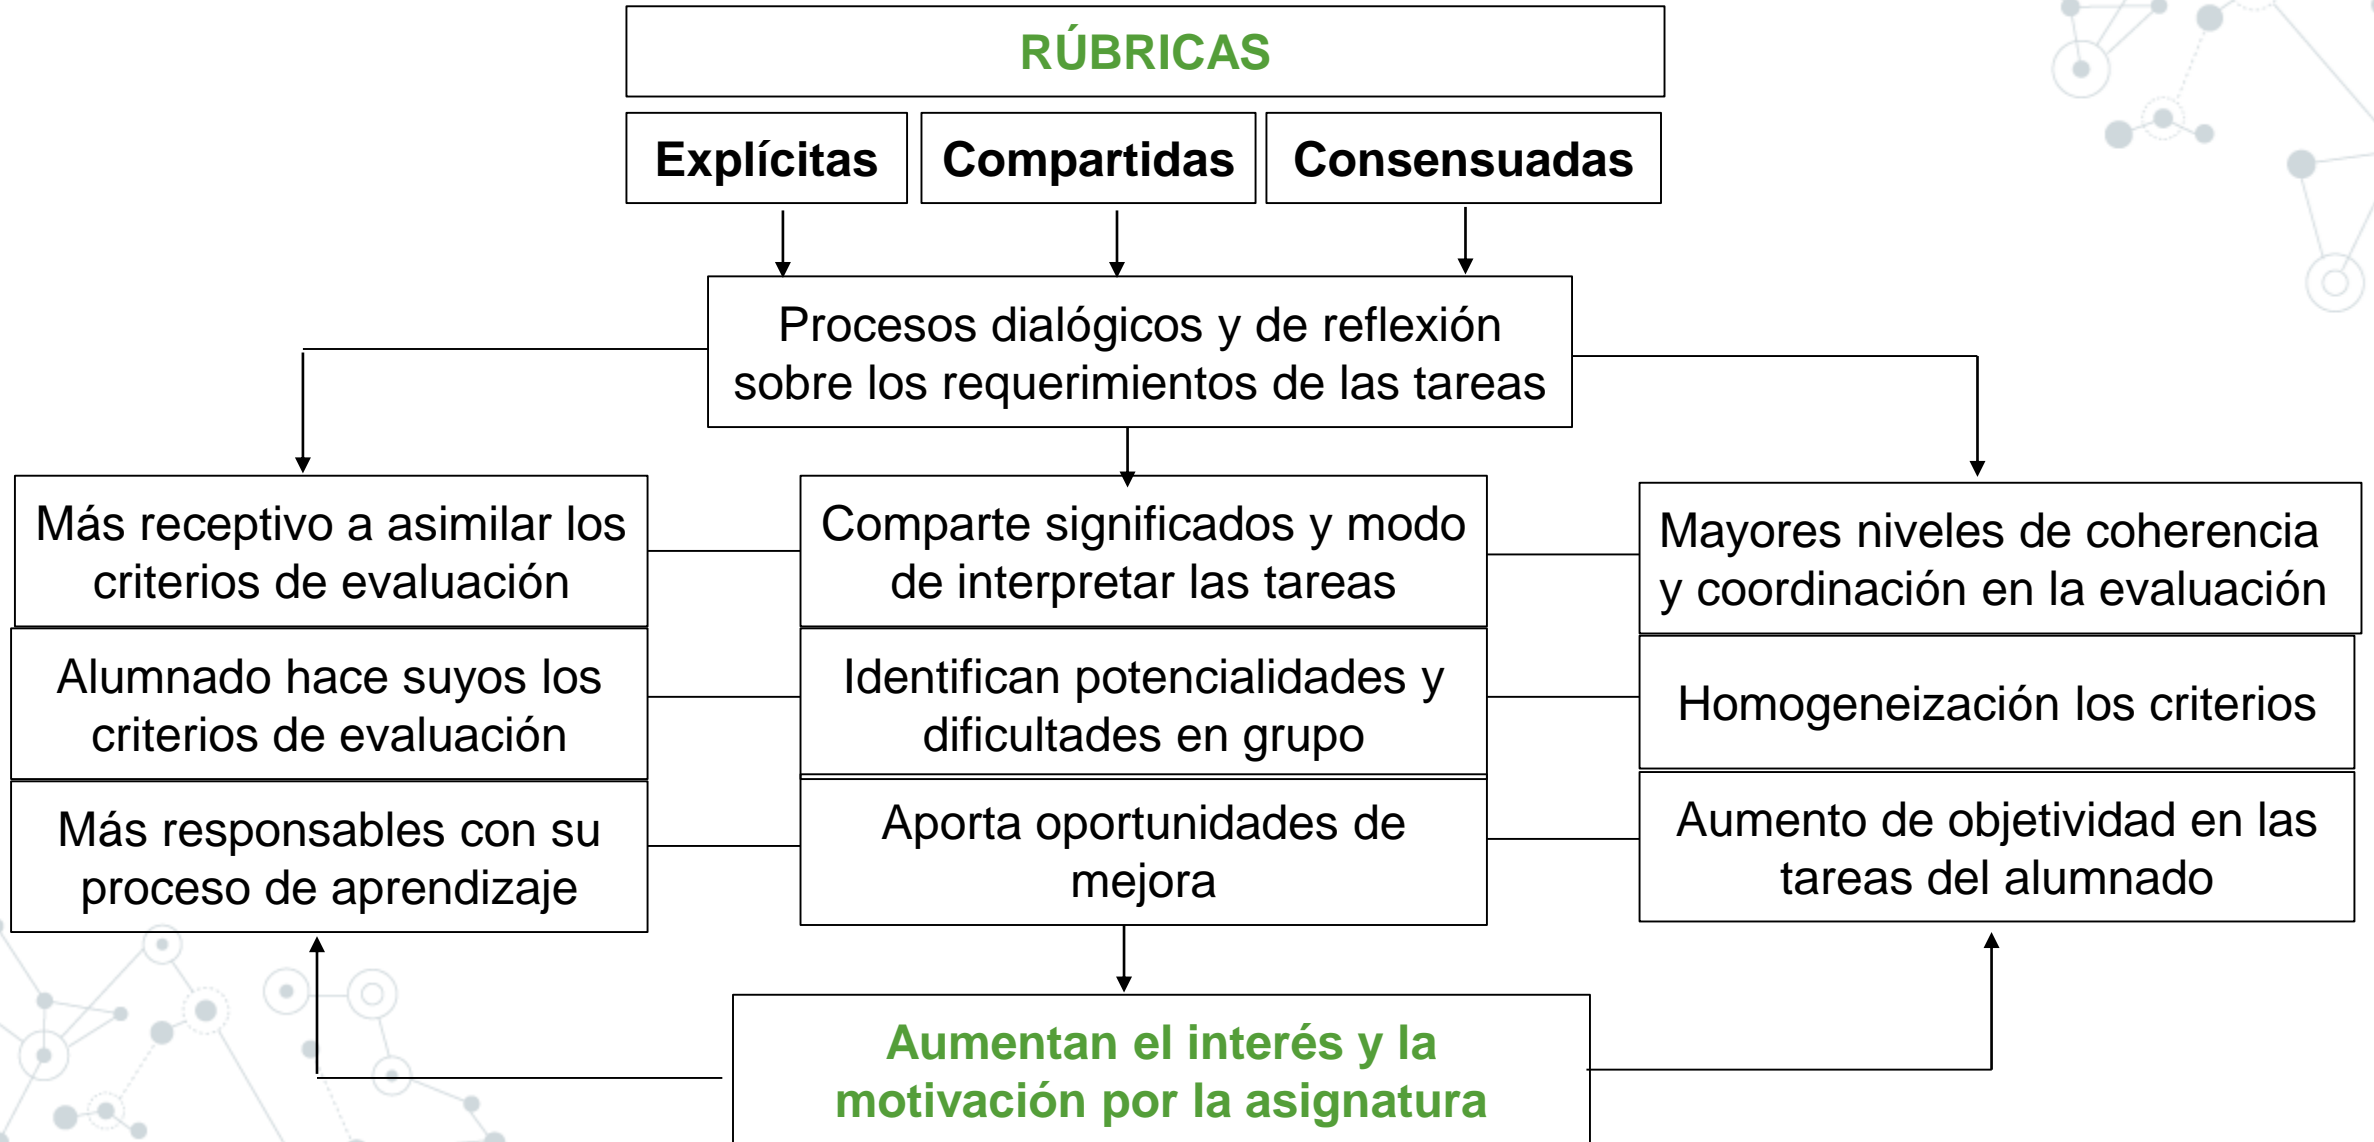 RÚBRICAS
Explícitas
Compartidas
Consensuadas
Procesos dialógicos y de reflexión
sobre los requerimientos de las tareas
Más receptivo a asimilar los
criterios de evaluación
Comparte significados y modo
de interpretar las tareas
Mayores niveles de coherencia
y coordinación en la evaluación
Alumnado hace suyos los
criterios de evaluación
Identifican potencialidades y
dificultades en grupo
Homogeneización los criterios
Más responsables con su
proceso de aprendizaje
Aporta oportunidades de
mejora
Aumento de objetividad en las
tareas del alumnado
Aumentan el interés y la
motivación por la asignatura